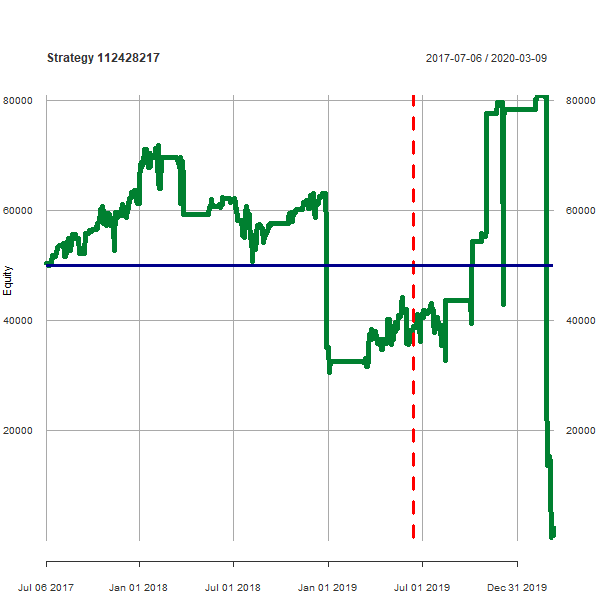 Strategy 112428217 2017-07-06 / 2020-03-09
80000 80000
60000 60000
Equity
40000 40000
20000 20000
Jul 06 2017 Jan 01 2018 Jul 01 2018 Jan 01 2019 Jul 01 2019 Dec 31 2019